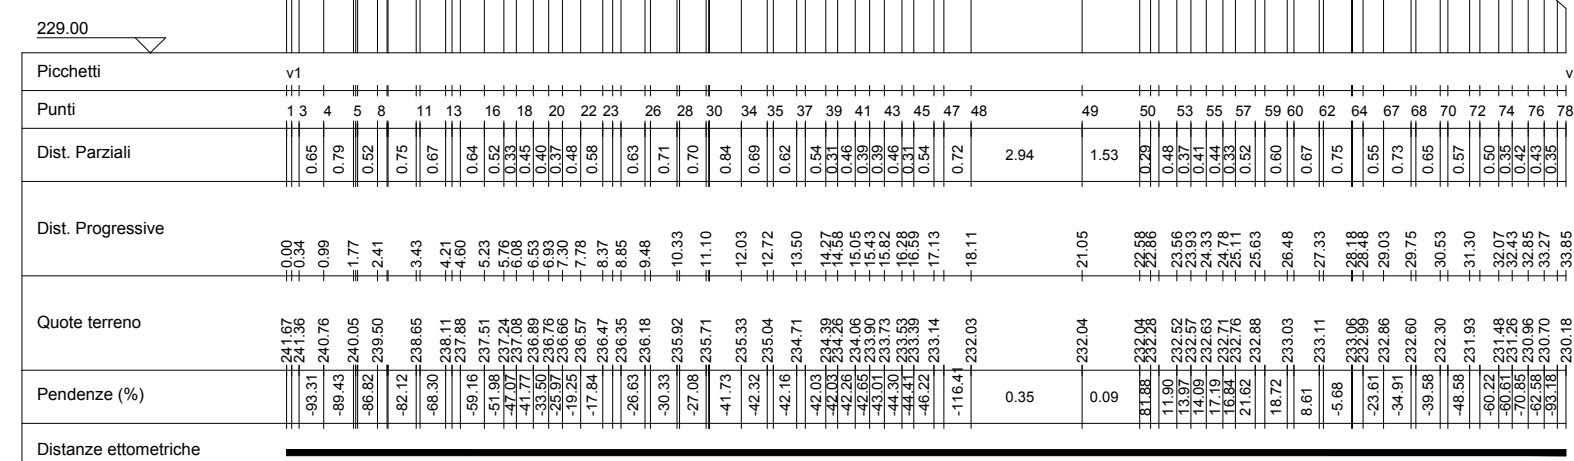 229.00
Picchetti v1 v
Punti 1 3 4 5 8 11 13 16 18 20 22 23 26 28 30 34 35 37 39 41 43 45 47 48 49 50 53 55 57 59 60 62 64 67 68 70 72 74 76 78
Dist. Parziali 0.65 0.79 0.52 0.75 0.67 0.64 0.52 0.33 0.45 0.40 0.37 0.48 0.58 0.63 0.71 0.70 0.84 0.69 0.62 0.54 0.31 0.46 0.39 0.39 0.46 0.31 0.54 0.72 2.94 1.53 0.29 0.48 0.37 0.41 0.44 0.33 0.52 0.60 0.67 0.75 0.55 0.73 0.65 0.57 0.50 0.35 0.42 0.43 0.35
Dist. Progressive 0.00 0.34 0.99 1.77 2.41 3.43 4.21 4.60 5.23 5.76 6.08 6.53 6.93 7.30 7.78 8.37 8.85 9.48 10.33 11.10 12.03 12.72 13.50 14.27 14.58 15.05 15.43 15.82 16.28 16.59 17.13 18.11 21.05 22.58 22.86 23.56 23.93 24.33 24.78 25.11 25.63 26.48 27.33 28.18 28.48 29.03 29.75 30.53 31.30 32.07 32.43 32.85 33.27 33.85
Quote terreno 241.67 241.36 240.76 240.05 239.50 238.65 238.11 237.88 237.51 237.24 237.08 236.89 236.76 236.66 236.57 236.47 236.35 236.18 235.92 235.71 235.33 235.04 234.71 234.39 234.26 234.06 233.90 233.73 233.53 233.39 233.14 232.03 232.04 232.04 232.28 232.52 232.57 232.63 232.71 232.76 232.88 233.03 233.11 233.06 232.99 232.86 232.60 232.30 231.93 231.48 231.26 230.96 230.70 230.18
Pendenze (%) -93.31 -89.43 -86.82 -82.12 -68.30 -59.16 -51.98 -47.07 -41.77 -33.50 -25.97 -19.25 -17.84 -26.63 -30.33 -27.08 -41.73 -42.32 -42.16 -42.03 -42.03 -42.26 -42.65 -43.01 -44.30 -44.41 -46.22 -116.41 0.35 0.09 81.88 11.90 13.97 14.09 17.19 16.84 21.62 18.72 8.61 -5.68 -23.61 -34.91 -39.58 -48.58 -60.22 -60.61 -70.85 -62.58 -93.18
Distanze ettometriche